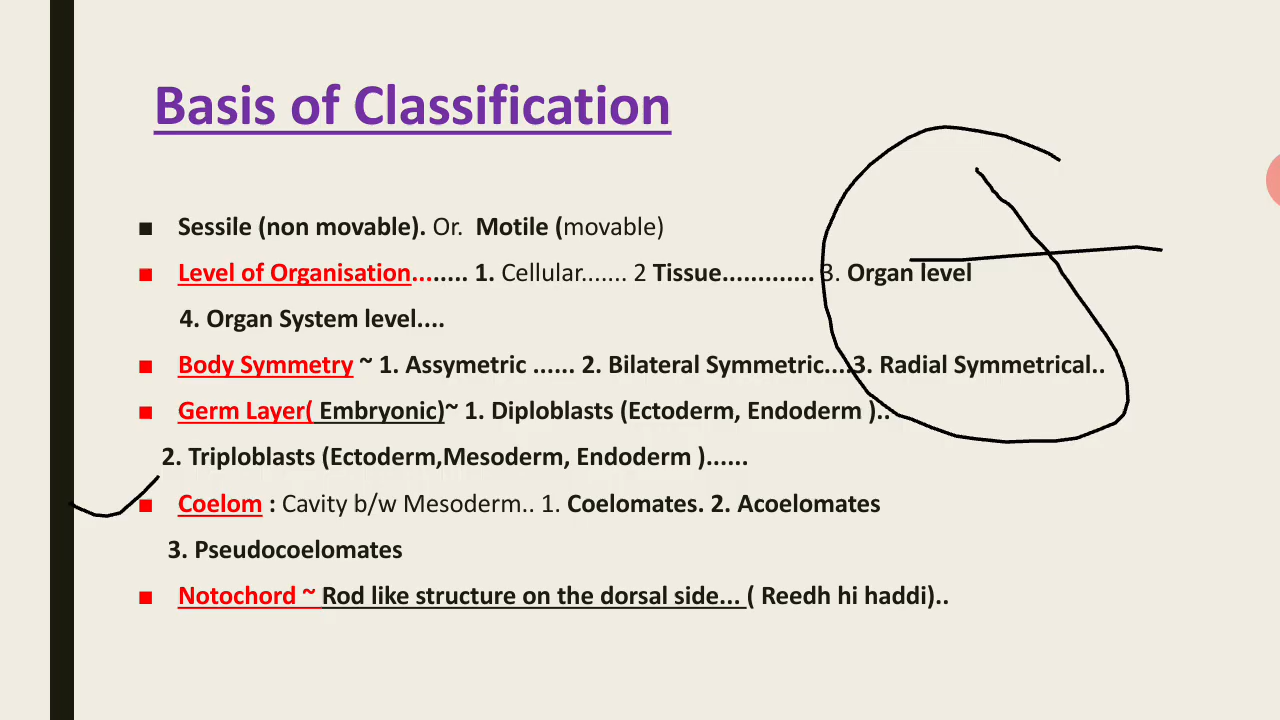 Basis of Classification
Sessile (non movable). Or. Motile (movable)
Level of Organisation........ 1. Cellular....... 2 Tissue............. 3. Organ level
4. Organ System level....
Body Symmetry ~ 1. Assymetric ...... 2. Bilateral Symmetric....3. Radial Symmetrical..
Germ Layer( Embryonic)~ 1. Diploblasts (Ectoderm, Endoderm )..
2. Triploblasts (Ectoderm,Mesoderm, Endoderm )......
Coelom : Cavity b/w Mesoderm.. 1. Coelomates. 2. Acoelomates
3. Pseudocoelomates
Notochord ~ Rod like structure on the dorsal side... ( Reedh hi haddi)..